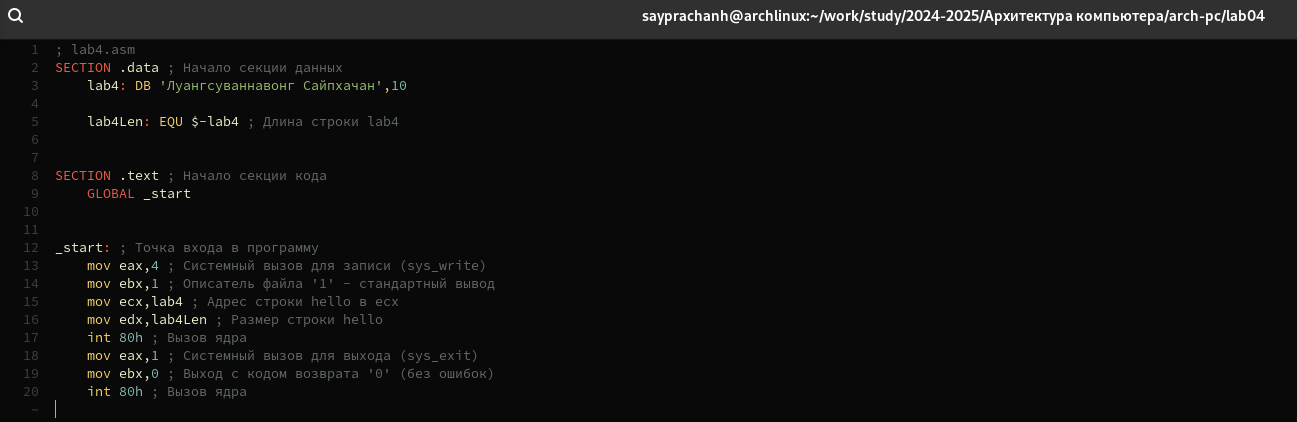 sayprachanh@archlinux:~/work/study/2024-2025/Архитектура компьютера/arch-pc/lab04
1 ; lab4.asm
2 SECTION .data ; Начало секции данных
3     lab4: DB 'Луангсуваннавонг Сайпхачан',10
4
5     lab4Len: EQU $-lab4 ; Длина строки lab4
6
7
8 SECTION .text ; Начало секции кода
9     GLOBAL _start
10
11
12 _start: ; Точка входа в программу
13     mov eax,4 ; Системный вызов для записи (sys_write)
14     mov ebx,1 ; Описатель файла '1' - стандартный вывод
15     mov ecx,lab4 ; Адрес строки hello в ecx
16     mov edx,lab4Len ; Размер строки hello
17     int 80h ; Вызов ядра
18     mov eax,1 ; Системный вызов для выхода (sys_exit)
19     mov ebx,0 ; Выход с кодом возврата '0' (без ошибок)
20     int 80h ; Вызов ядра
~